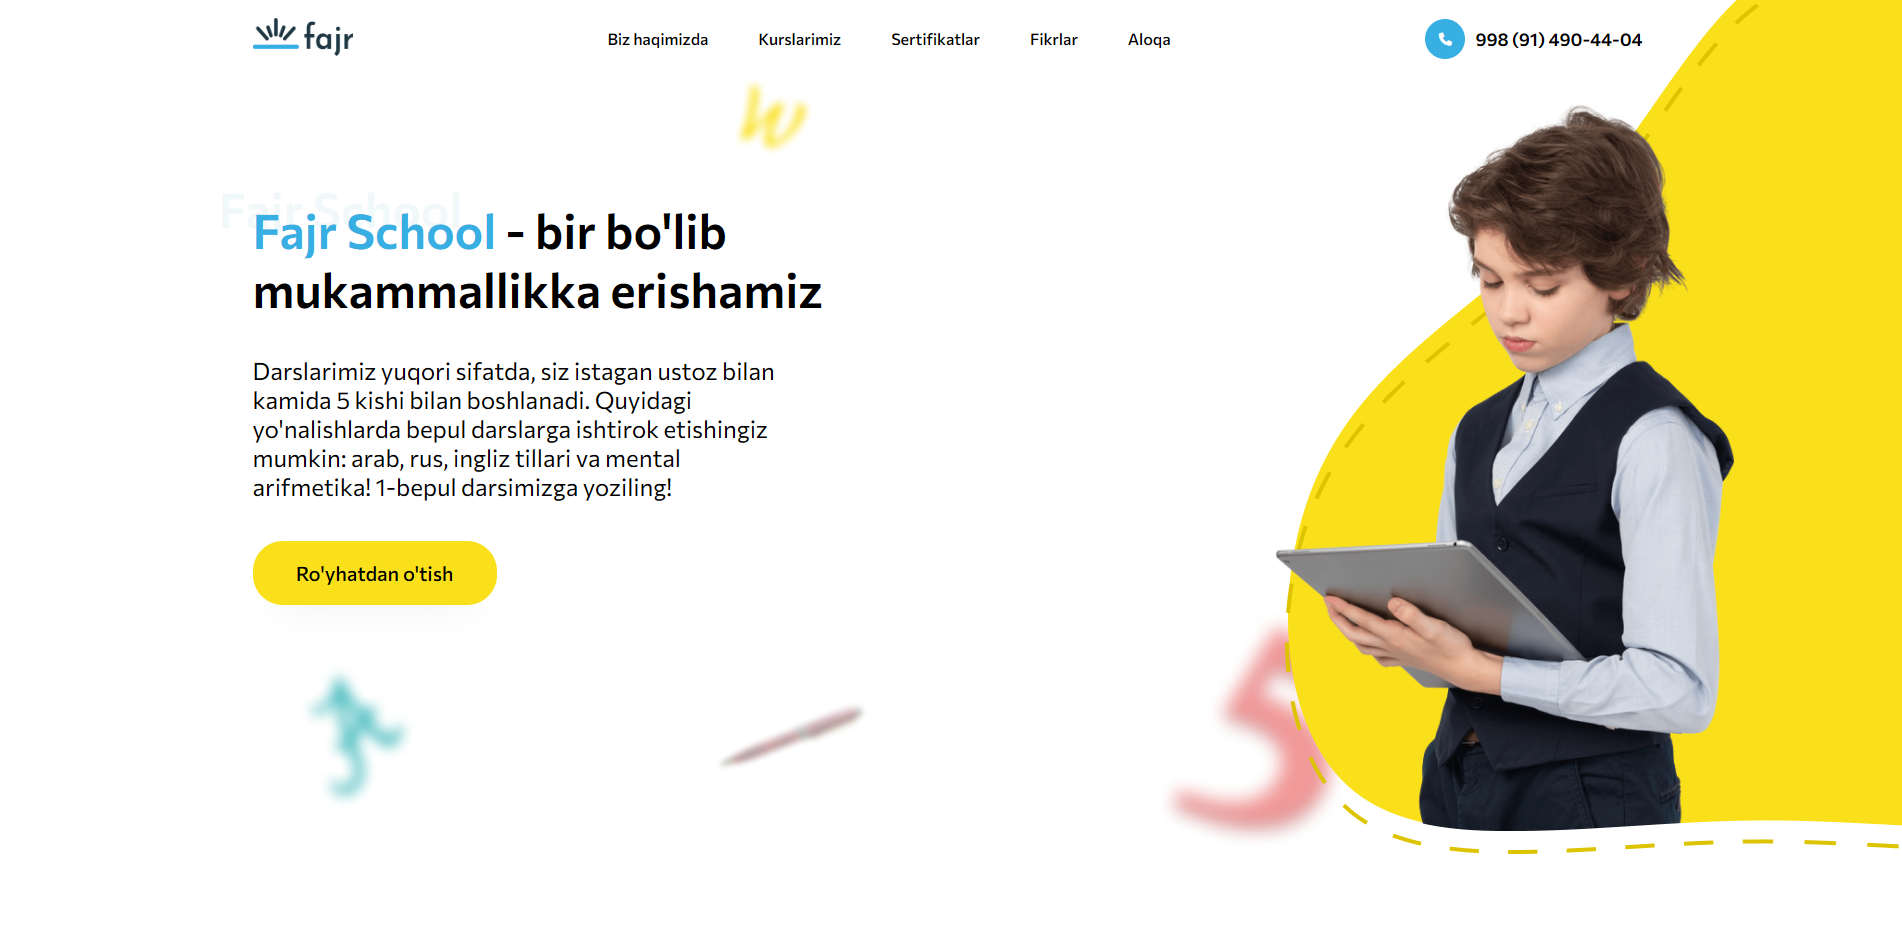 fajr
Biz haqimizda
Kurslarimiz
Sertifikatlar
Fikrlar
Aloqa
998 (91) 490-44-04
w
Fajr School
Fajr School - bir bo'lib
mukammallikka erishamiz
Darslarimiz yuqori sifatda, siz istagan ustoz bilan
kamida 5 kishi bilan boshlanadi. Quyidagi
yo'nalishlarda bepul darslarga ishtirok etishingiz
mumkin: arab, rus, ingliz tillari va mental
arifmetika! 1-bepul darsimizga yoziling!
Ro'yhatdan o'tish
5